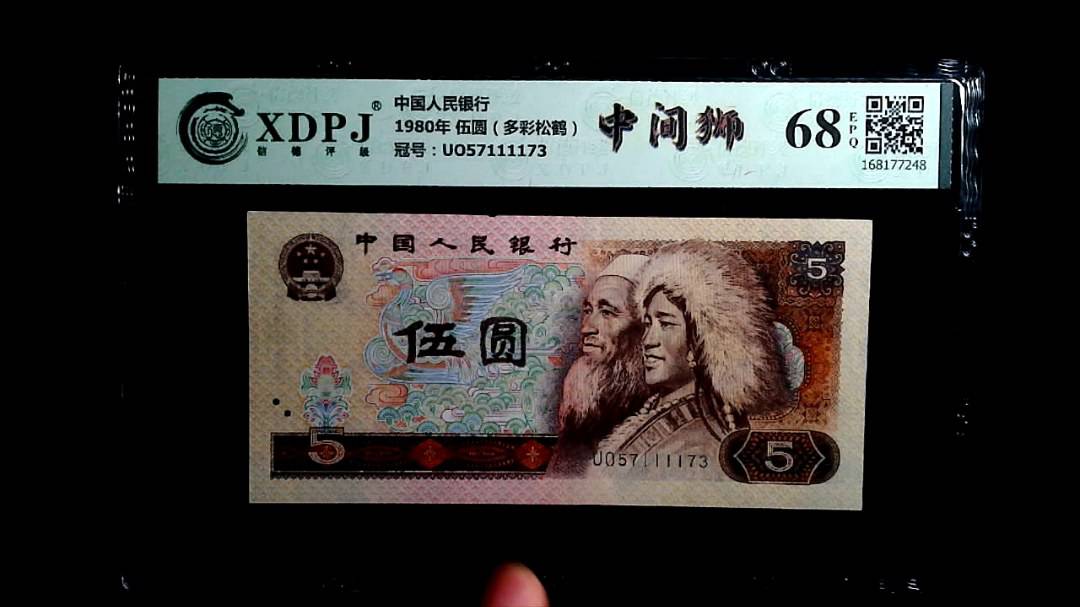 XDPJ®
信德评级
中国人民银行
1980年 伍圆（多彩松鹤）
冠号：UO57111173
中间狮
68
EPQ
168177248
中国人民银行
5
伍圆
5
UO57111173
5